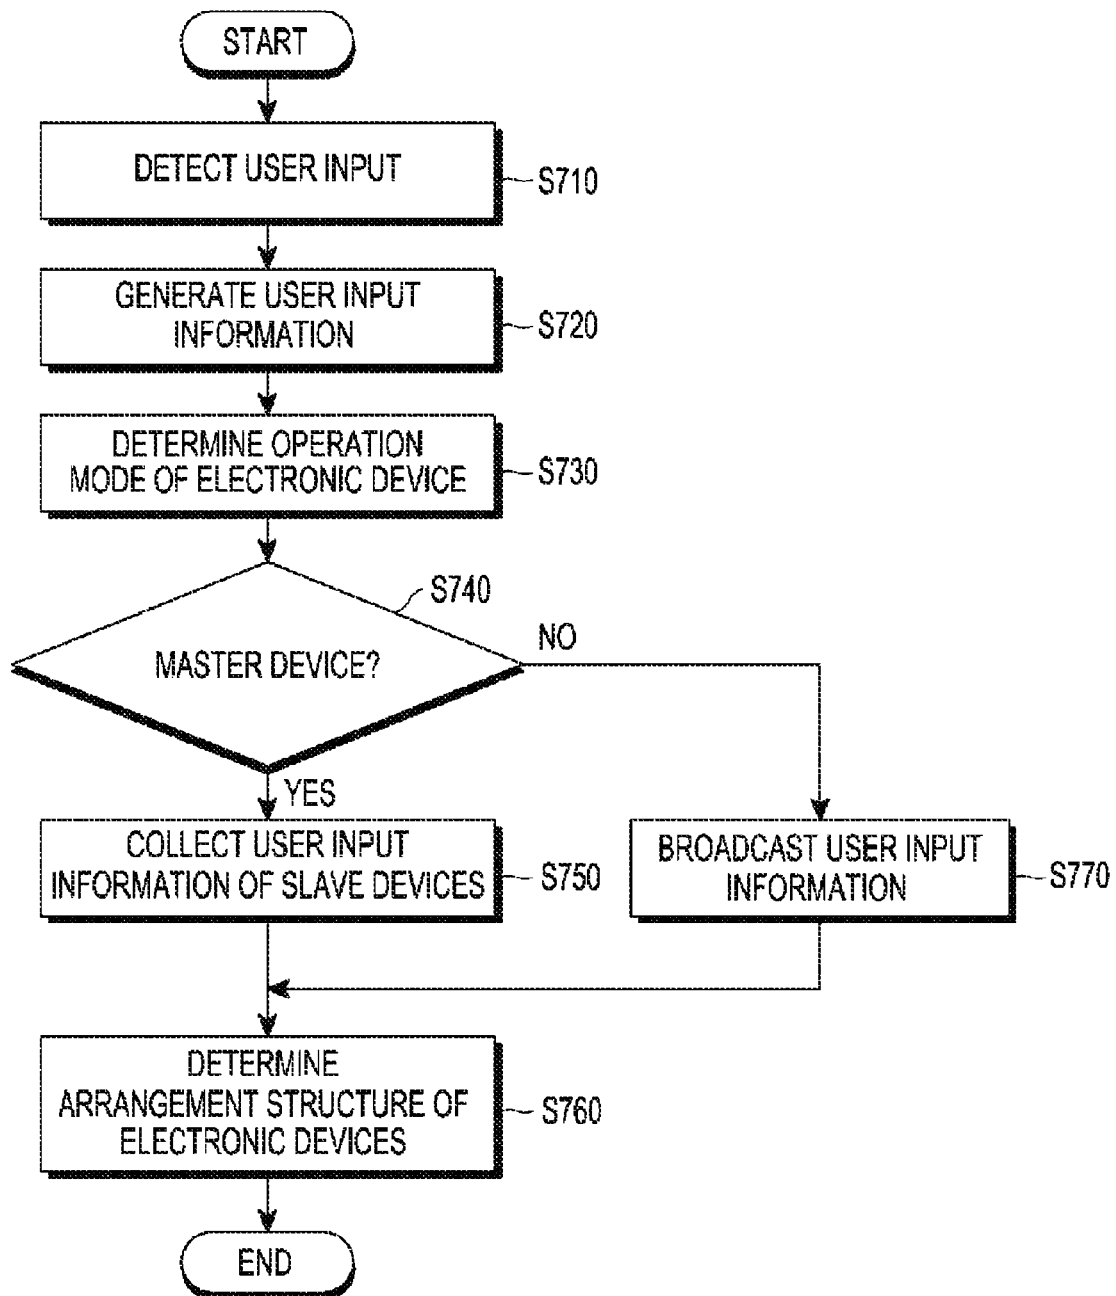 START
DETECT USER INPUT
S710
GENERATE USER INPUT
INFORMATION
S720
DETERMINE OPERATION
MODE OF ELECTRONIC DEVICE
S730
S740
MASTER DEVICE?
NO
YES
COLLECT USER INPUT
INFORMATION OF SLAVE DEVICES
S750
BROADCAST USER INPUT
INFORMATION
S770
DETERMINE
ARRANGEMENT STRUCTURE OF
ELECTRONIC DEVICES
S760
END